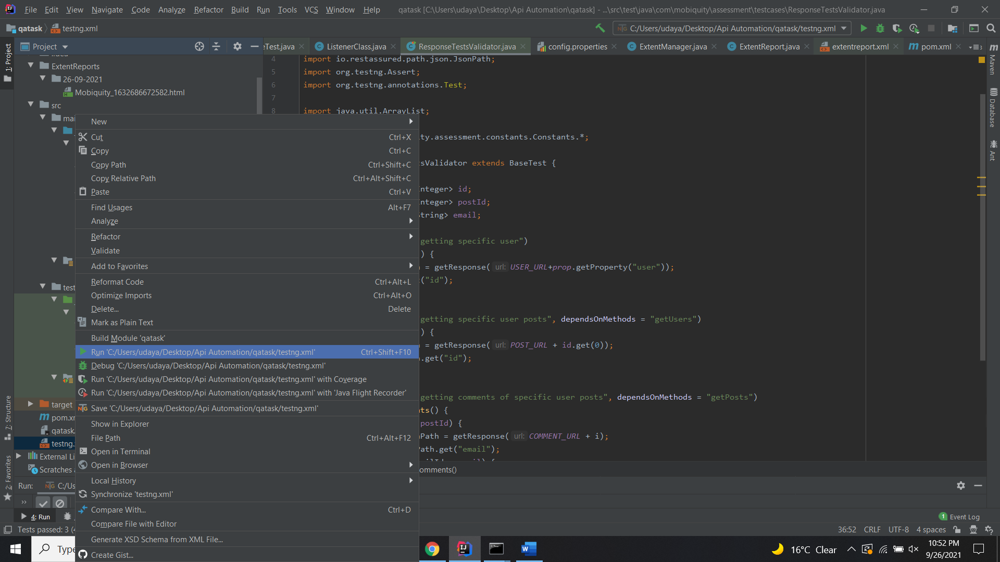 File Edit View Navigate Code Analyze Refactor Build Run Tools VCS Window Help qatask [C:\Users\udaya\Desktop\Api Automation\qatask] - ...\src\test\java\com\mobiquity\assessment\testcases\ResponseTestsValidator.java
qatask testng.xml
C:/Users/udaya/Desktop/Api Automation/qatask/testng.xml
Project
eTest.java ListenerClass.java ResponseTestsValidator.java config.properties ExtentManager.java ExtentReport.java extentreport.xml pom.xml
1: Project
Maven
Database
Ant
ExtentReports
26-09-2021
Mobiquity_1632686672582.html
src
mai
test
target
pom.xm
qatask.
testng.
External Li
Scratches a
7: Structure
2: Favorites
4 import io.restassured.path.json.JsonPath;
5 import org.testng.Assert;
6 import org.testng.annotations.Test;
7
8 import java.util.ArrayList;
ty.assessment.constants.Constants.*;
sValidator extends BaseTest {
nteger> id;
nteger> postId;
tring> email;
getting specific user")
) {
= getResponse( url: USER_URL+prop.getProperty("user"));
("id");
getting specific user posts", dependsOnMethods = "getUsers")
) {
= getResponse( url: POST_URL + id.get(0));
.get("id");
getting comments of specific user posts", dependsOnMethods = "getPosts")
ts() {
postId) {
Path = getResponse( url: COMMENT_URL + i);
ath.get("email");
omments()
New
Cut Ctrl+X
Copy Ctrl+C
Copy Path Ctrl+Shift+C
Copy Relative Path Ctrl+Alt+Shift+C
Paste Ctrl+V
Find Usages Alt+F7
Analyze
Refactor
Validate
Add to Favorites
Reformat Code Ctrl+Alt+L
Optimize Imports Ctrl+Alt+O
Delete... Delete
Mark as Plain Text
Build Module 'qatask'
Run 'C:/Users/udaya/Desktop/Api Automation/qatask/testng.xml' Ctrl+Shift+F10
Debug 'C:/Users/udaya/Desktop/Api Automation/qatask/testng.xml'
Run 'C:/Users/udaya/Desktop/Api Automation/qatask/testng.xml' with Coverage
Run 'C:/Users/udaya/Desktop/Api Automation/qatask/testng.xml' with 'Java Flight Recorder'
Save 'C:/Users/udaya/Desktop/Api Automation/qatask/testng.xml'
Show in Explorer
File Path Ctrl+Alt+F12
Open in Terminal
Open in Browser
Local History
Synchronize 'testng.xml'
Compare With... Ctrl+D
Compare File with Editor
Generate XSD Schema from XML File...
Create Gist...
Run: C:/Us
4: Run
1 Event Log
Tests passed: 3 (4
36:52 CRLF UTF-8 4 spaces
Type
16°C Clear
10:52 PM
9/26/2021